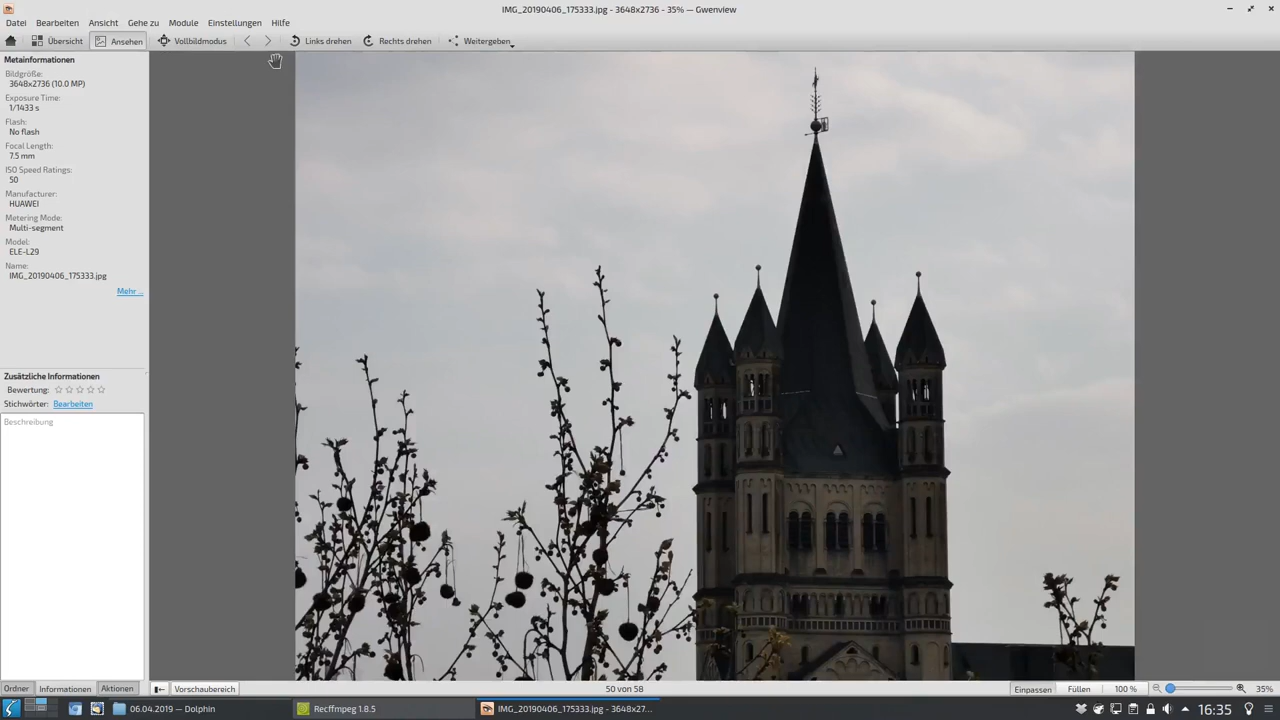 IMG_20190406_175333.jpg - 3648x2736 - 35% — Gwenview
Datei Bearbeiten Ansicht Gehe zu Module Einstellungen Hilfe
Übersicht Ansehen Vollbildmodus Links drehen Rechts drehen Weitergeben
Metainformationen
Bildgröße:
3648x2736 (10.0 MP)
Exposure Time:
1/1433 s
Flash:
No flash
Focal Length:
7.5 mm
ISO Speed Ratings:
50
Manufacturer:
HUAWEI
Metering Mode:
Multi-segment
Model:
ELE-L29
Name:
IMG_20190406_175333.jpg
Mehr ...
Zusätzliche Informationen
Bewertung:
Stichwörter: Bearbeiten
Beschreibung
Ordner Informationen Aktionen Vorschaubereich 50 von 58 Einpassen Füllen 100 % 35%
06.04.2019 — Dolphin Recffmpeg 1.8.5 IMG_20190406_175333.jpg - 3648x27... 16:35